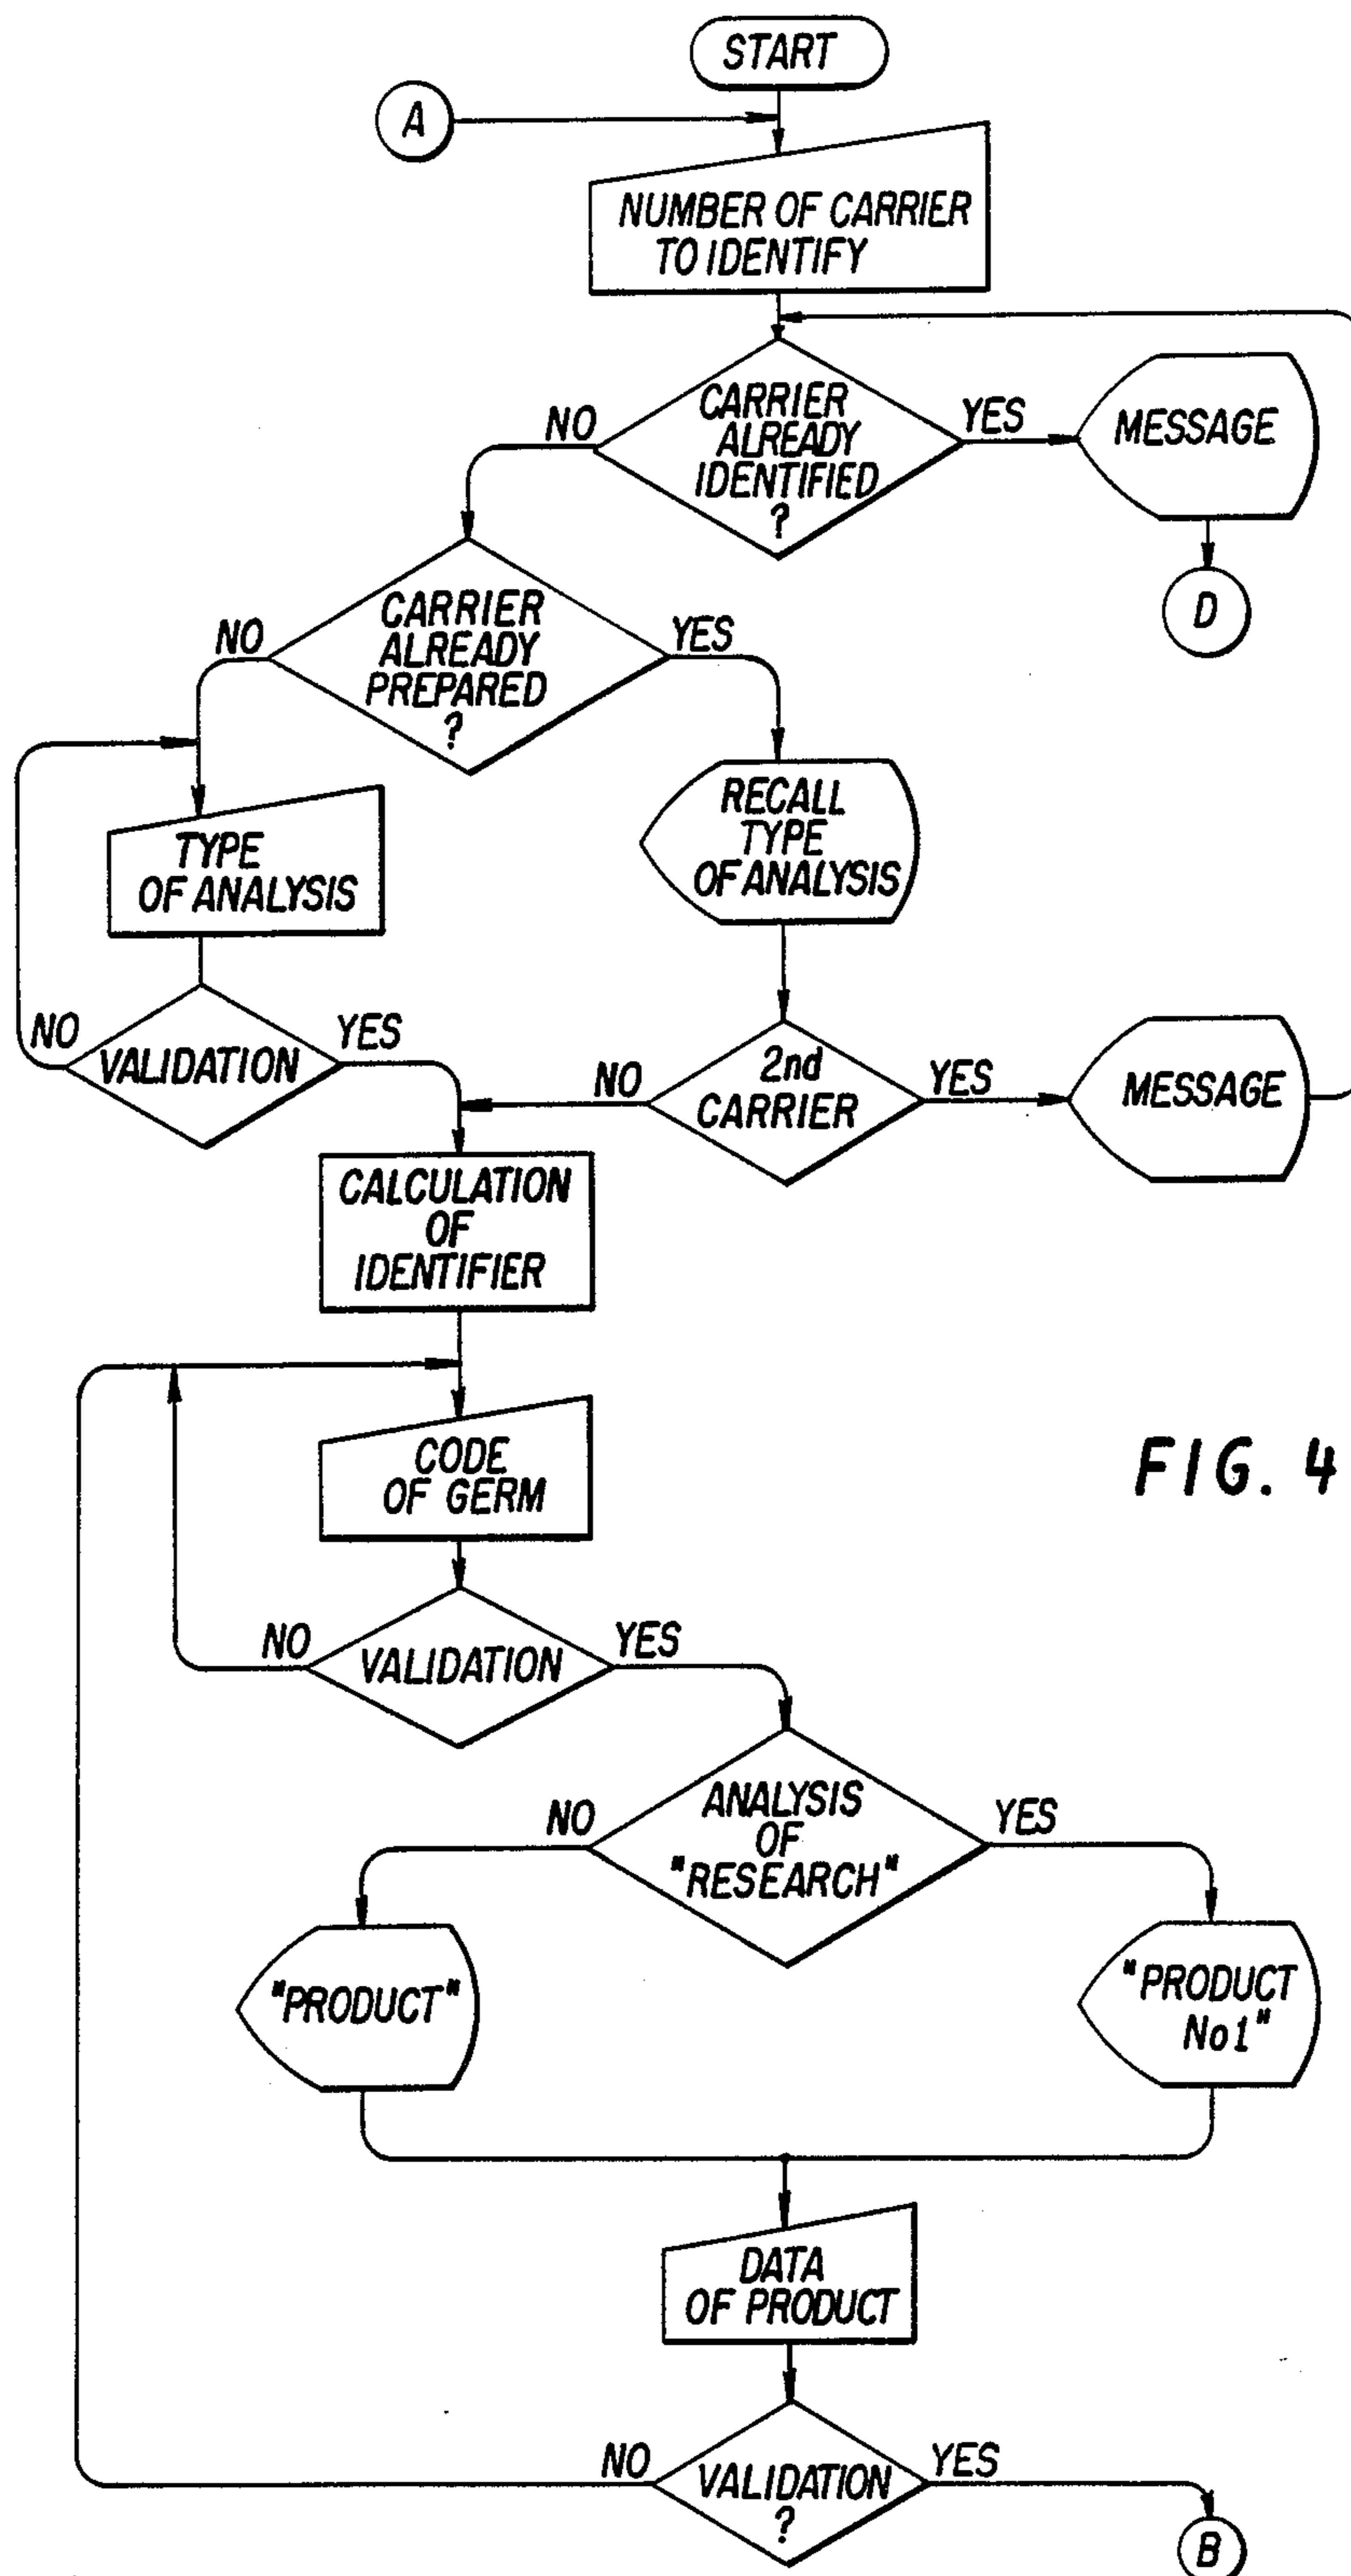 START
A
NUMBER OF CARRIER
TO IDENTIFY
CARRIER
ALREADY
IDENTIFIED
?
NO
YES
MESSAGE
D
CARRIER
ALREADY
PREPARED
?
NO
YES
TYPE
OF ANALYSIS
RECALL
TYPE
OF ANALYSIS
NO
VALIDATION
YES
NO
2nd
CARRIER
YES
MESSAGE
CALCULATION
OF
IDENTIFIER
CODE
OF GERM
FIG. 4
NO
VALIDATION
YES
NO
ANALYSIS
OF
"RESEARCH"
YES
"PRODUCT"
"PRODUCT
No1"
DATA
OF PRODUCT
NO
VALIDATION
?
YES
B